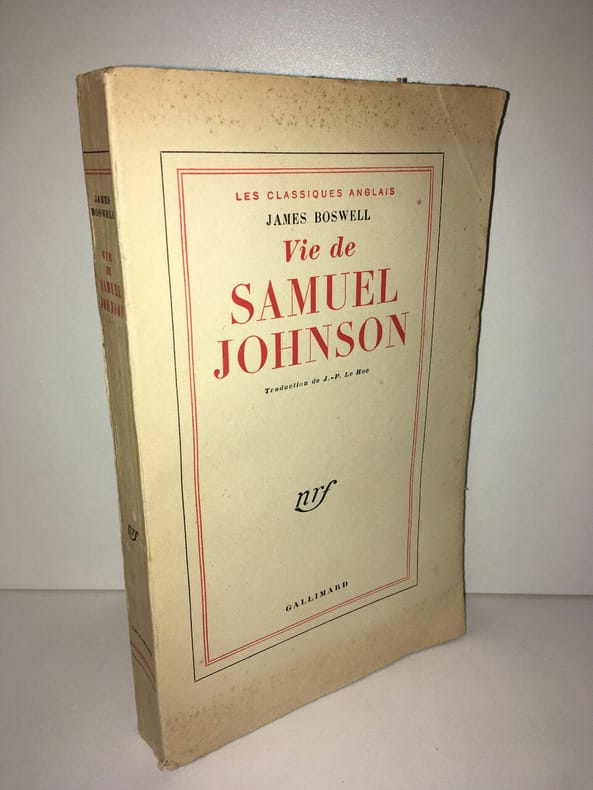 LES CLASSIQUES ANGLAIS
JAMES BOSWELL
Vie de
SAMUEL
JOHNSON
Traduction de J.-P. Le Hoc
nrf
GALLIMARD
JAMES
BOSWELL
VIE
DE
SAMUEL
JOHNSON
nrf
GALLIMARD